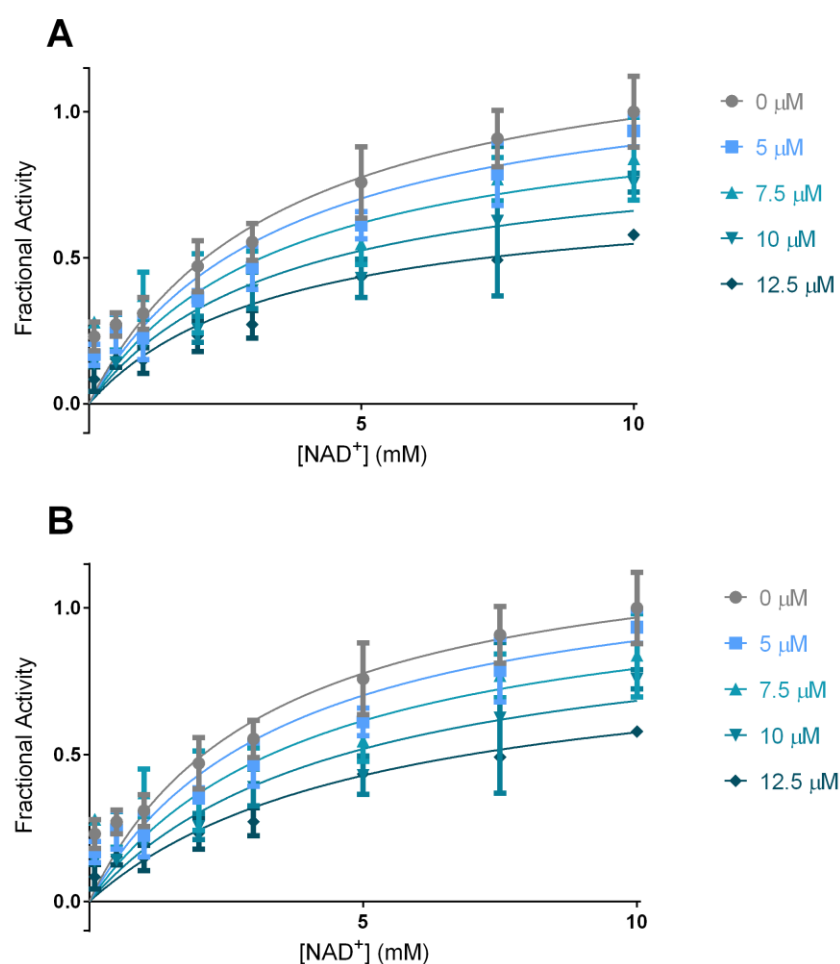 A
1.0
0.5
0.0
Fractional Activity
5
10
[NAD+] (mM)
0 μM
5 μM
7.5 μM
10 μM
12.5 μM
B
1.0
0.5
0.0
Fractional Activity
5
10
[NAD+] (mM)
0 μM
5 μM
7.5 μM
10 μM
12.5 μM